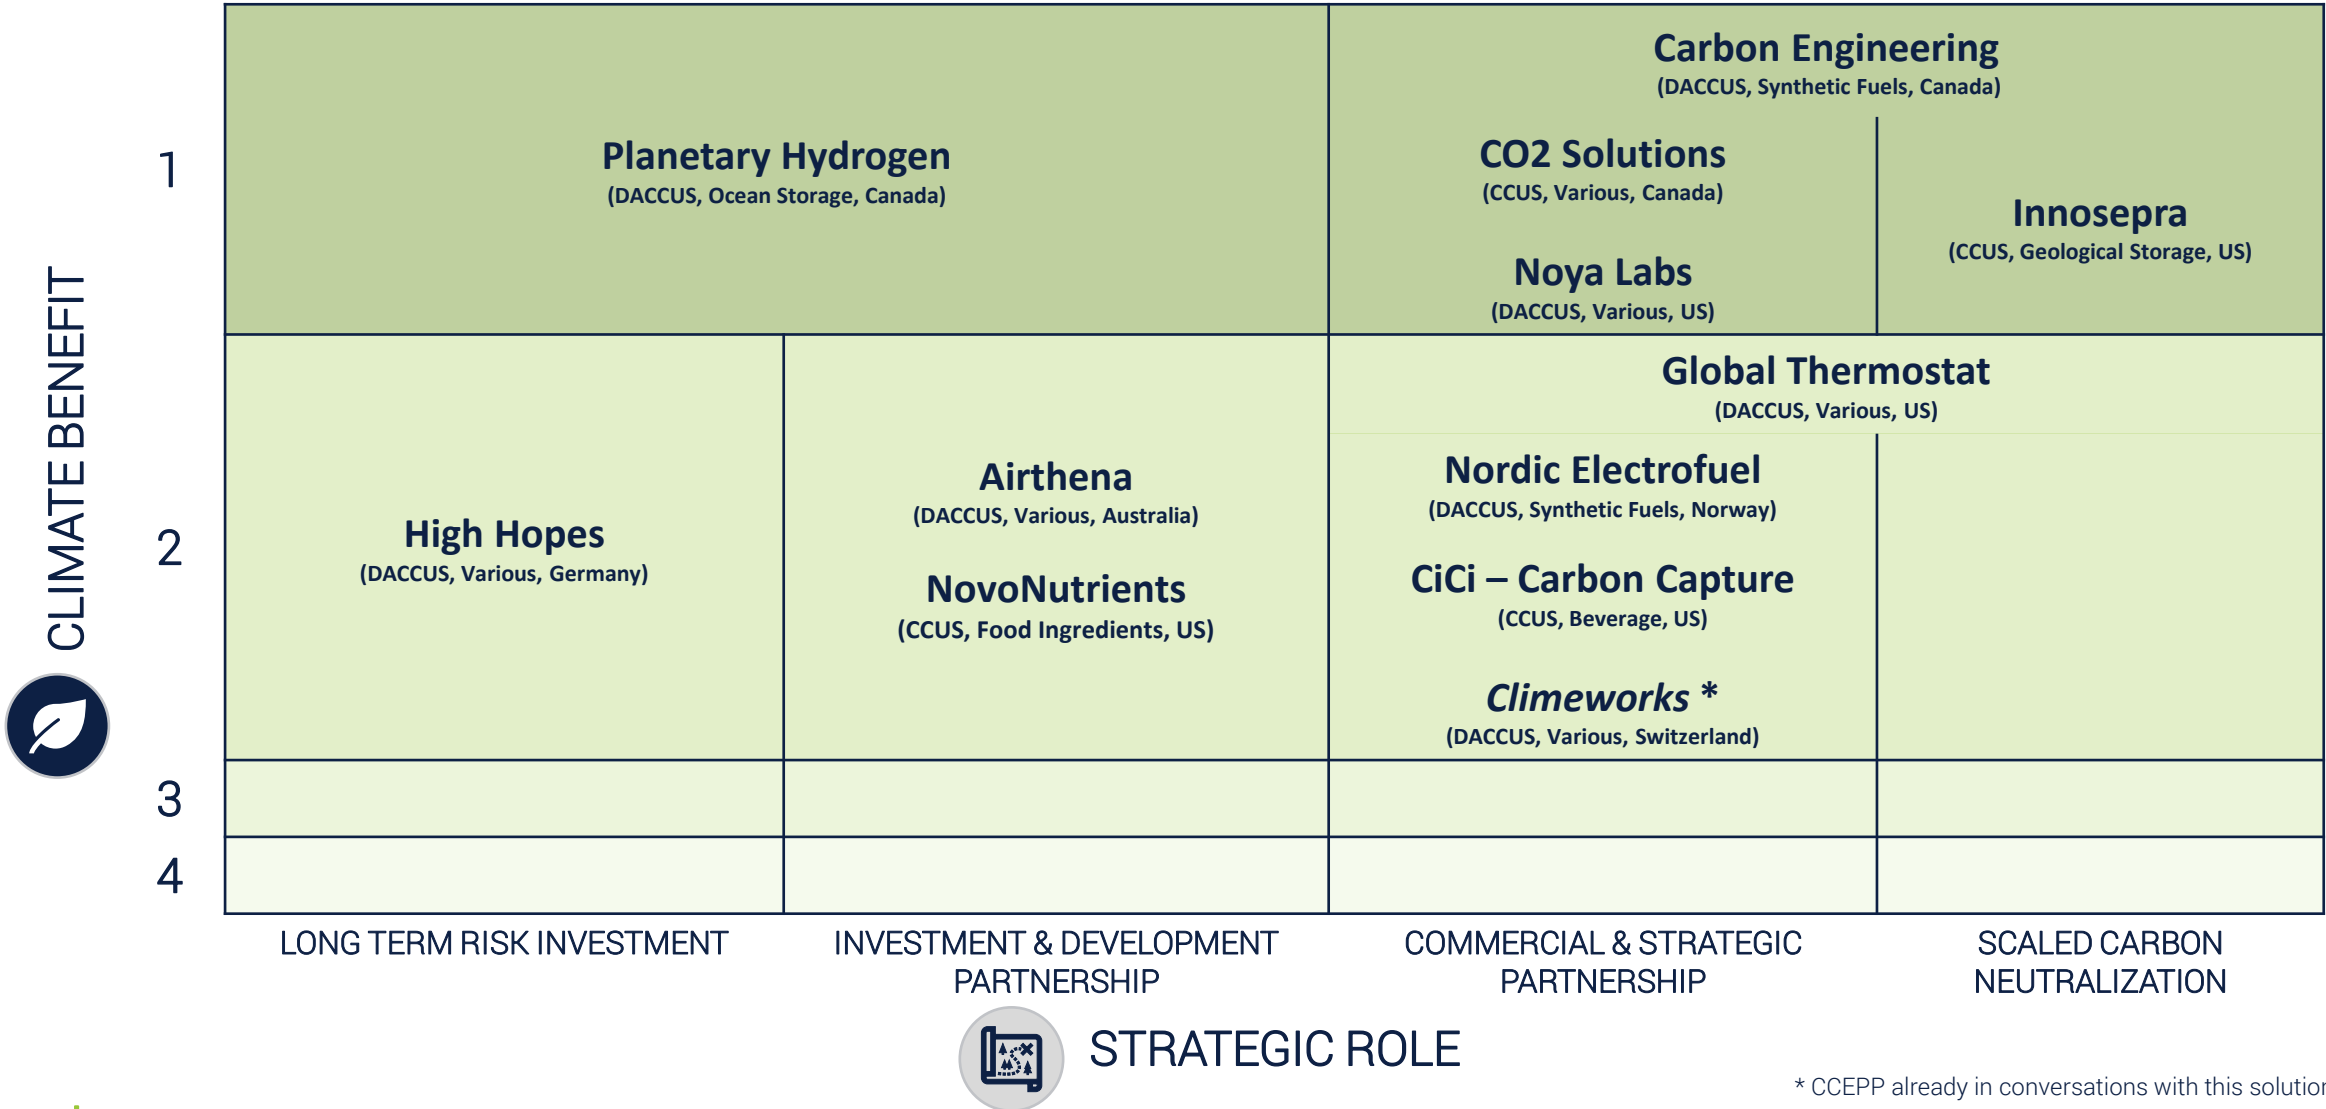 Carbon Engineering
(DACCUS, Synthetic Fuels, Canada)
1
Planetary Hydrogen
(DACCUS, Ocean Storage, Canada)
CO2 Solutions
(CCUS, Various, Canada)
Noya Labs
(DACCUS, Various, US)
Innosepra
(CCUS, Geological Storage, US)
CLIMATE BENEFIT
2
High Hopes
(DACCUS, Various, Germany)
Airthena
(DACCUS, Various, Australia)
NovoNutrients
(CCUS, Food Ingredients, US)
Global Thermostat
(DACCUS, Various, US)
Nordic Electrofuel
(DACCUS, Synthetic Fuels, Norway)
CiCi – Carbon Capture
(CCUS, Beverage, US)
Climeworks *
(DACCUS, Various, Switzerland)
3
4
LONG TERM RISK INVESTMENT
INVESTMENT & DEVELOPMENT
PARTNERSHIP
COMMERCIAL & STRATEGIC
PARTNERSHIP
SCALED CARBON
NEUTRALIZATION
STRATEGIC ROLE
* CCEPP already in conversations with this solution